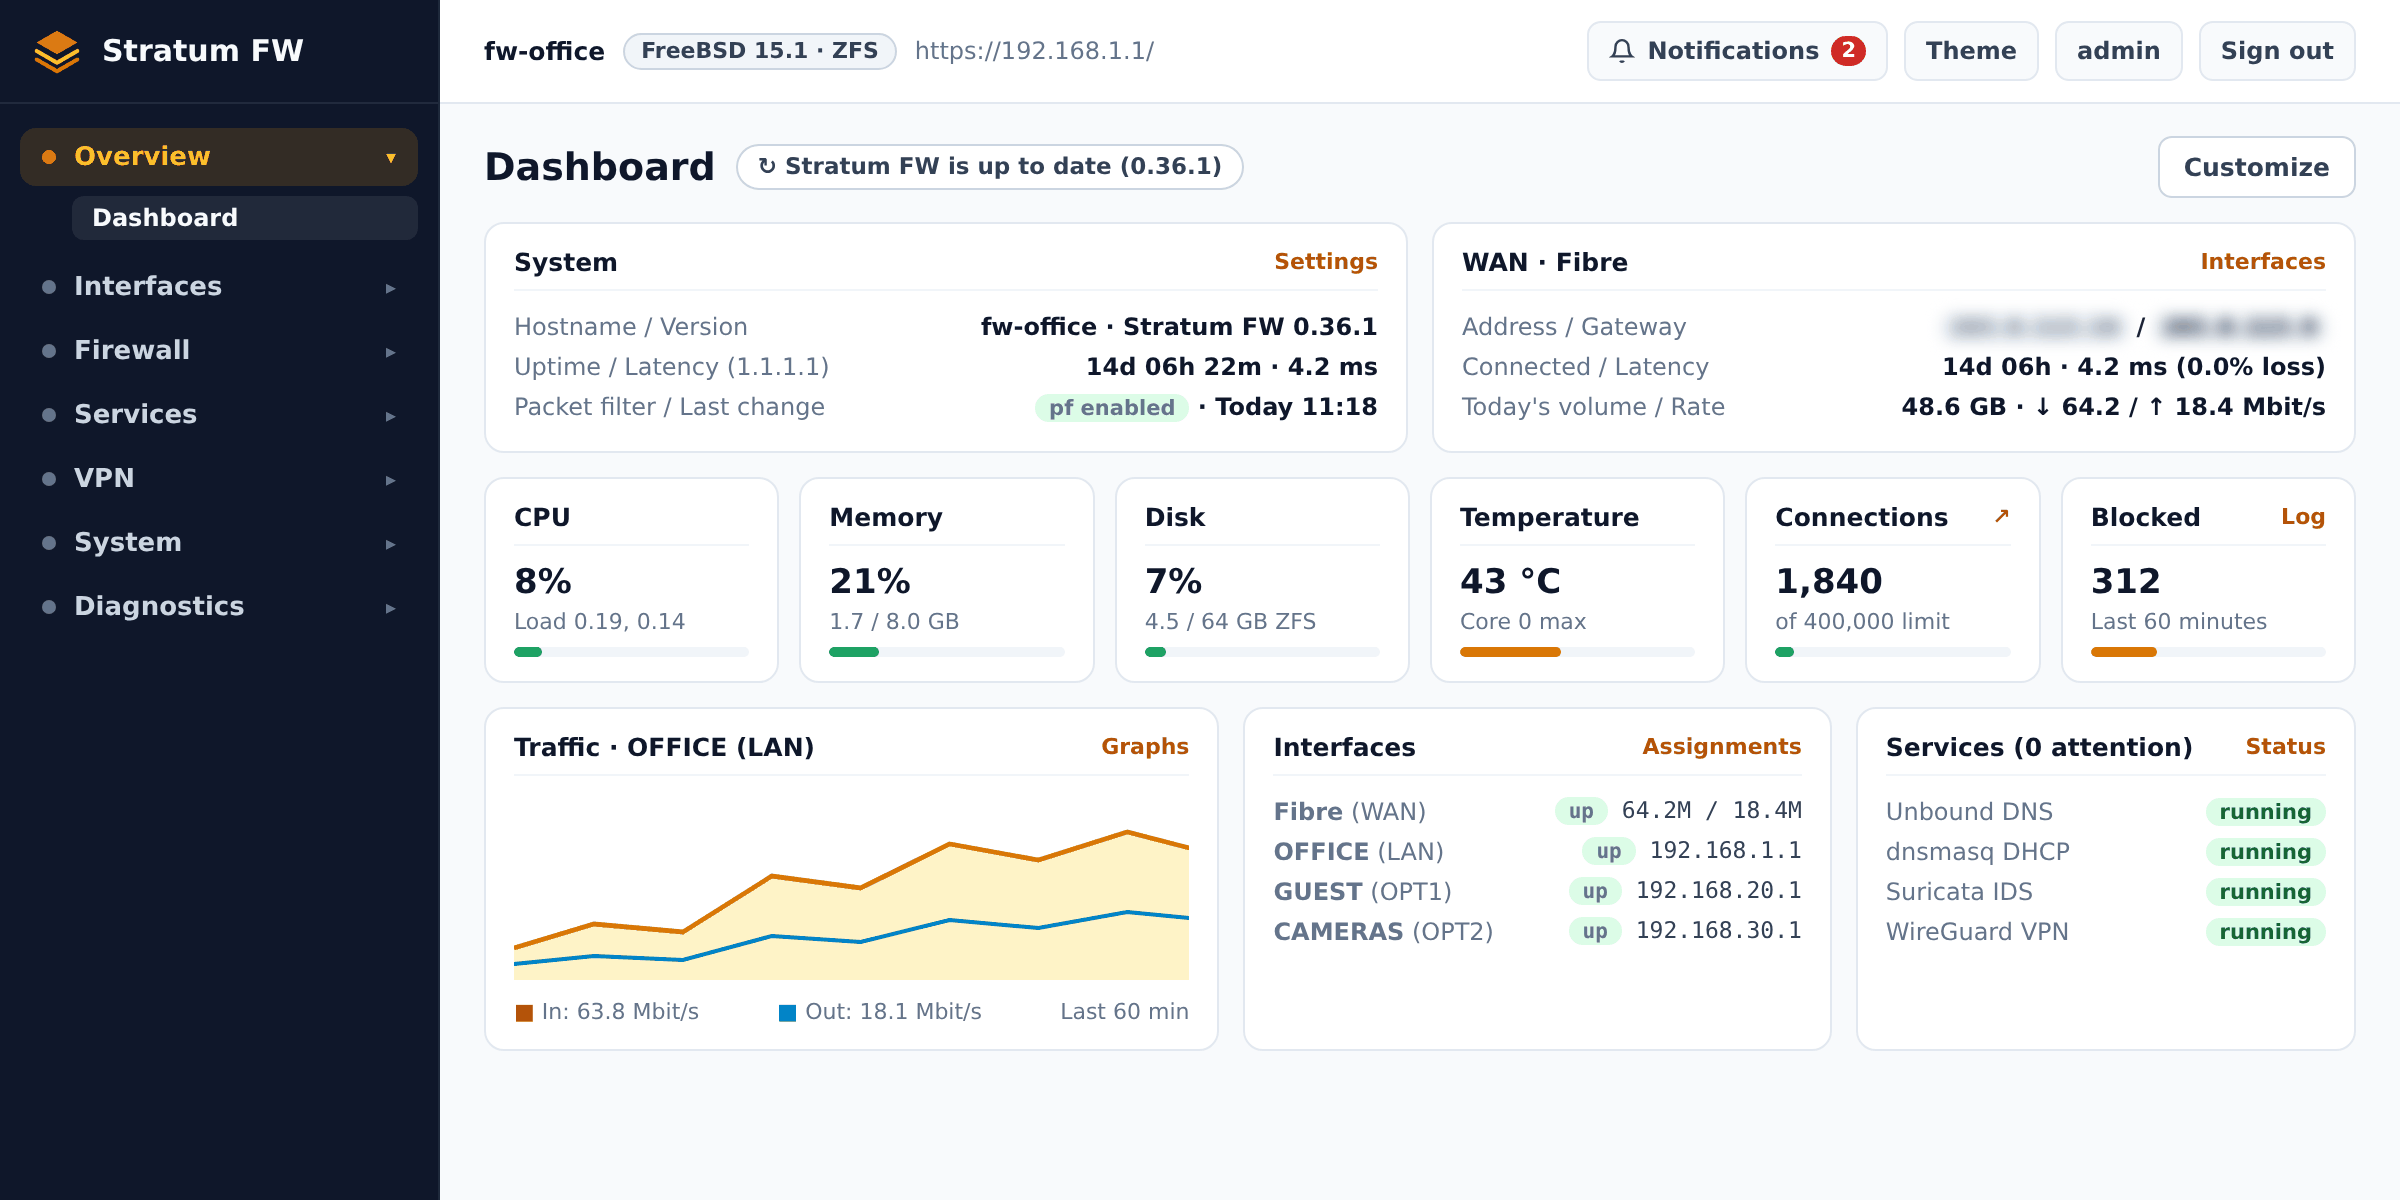 Stratum FW
fw-office
FreeBSD 15.1 · ZFS
https://192.168.1.1/
Notifications 2
Theme
admin
Sign out
Overview ▾
Dashboard
Interfaces ▸
Firewall ▸
Services ▸
VPN ▸
System ▸
Diagnostics ▸
Dashboard
↻ Stratum FW is up to date (0.36.1)
Customize
System Settings
Hostname / Version fw-office · Stratum FW 0.36.1
Uptime / Latency (1.1.1.1) 14d 06h 22m · 4.2 ms
Packet filter / Last change pf enabled · Today 11:18
WAN · Fibre Interfaces
Address / Gateway /
Connected / Latency 14d 06h · 4.2 ms (0.0% loss)
Today's volume / Rate 48.6 GB · ↓ 64.2 / ↑ 18.4 Mbit/s
CPU
8%
Load 0.19, 0.14
Memory
21%
1.7 / 8.0 GB
Disk
7%
4.5 / 64 GB ZFS
Temperature
43 °C
Core 0 max
Connections ↗
1,840
of 400,000 limit
Blocked Log
312
Last 60 minutes
Traffic · OFFICE (LAN) Graphs
In: 63.8 Mbit/s Out: 18.1 Mbit/s Last 60 min
Interfaces Assignments
Fibre (WAN) up 64.2M / 18.4M
OFFICE (LAN) up 192.168.1.1
GUEST (OPT1) up 192.168.20.1
CAMERAS (OPT2) up 192.168.30.1
Services (0 attention) Status
Unbound DNS running
dnsmasq DHCP running
Suricata IDS running
WireGuard VPN running